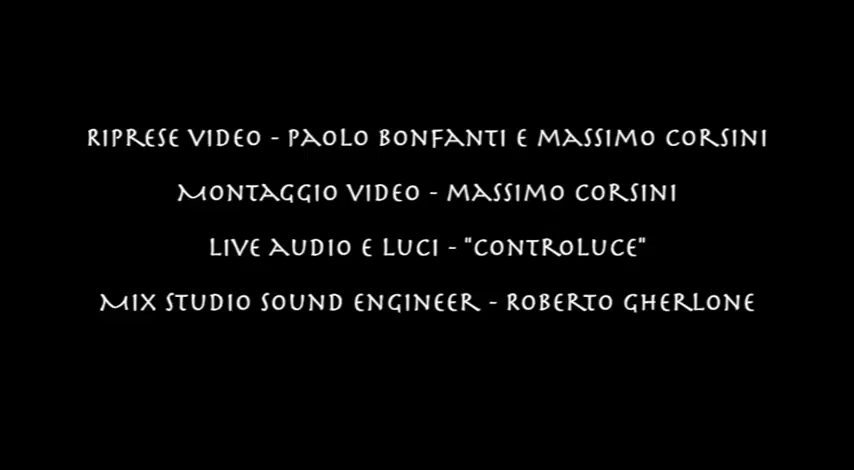 Riprese video - Paolo Bonfanti e Massimo Corsini
Montaggio video - Massimo Corsini
Live audio e luci - "Controluce"
Mix Studio Sound Engineer - Roberto Gherlone